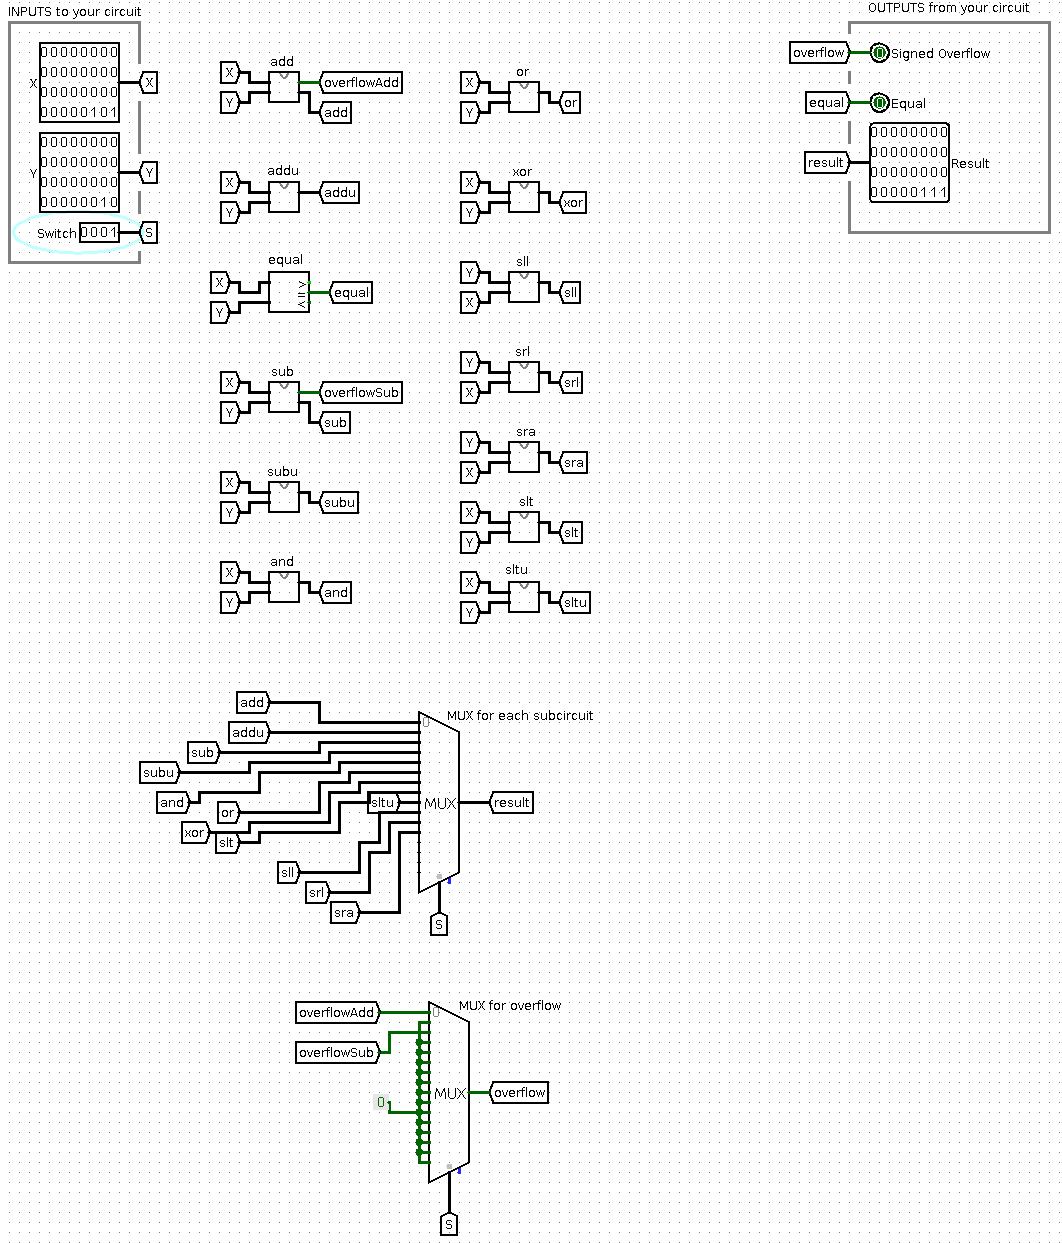 INPUTS to your circuit
X
00000000
00000000
00000000
00000101
X
Y
00000000
00000000
00000000
00000010
Y
Switch 0001 S
add
X
Y
overflowAdd
add
addu
X
Y
addu
equal
X
Y
>
=
<
equal
sub
X
Y
overflowSub
sub
subu
X
Y
subu
and
X
Y
and
or
X
Y
or
xor
X
Y
xor
sll
Y
X
sll
srl
Y
X
srl
sra
Y
X
sra
slt
X
Y
slt
sltu
X
Y
sltu
OUTPUTS from your circuit
overflow 0 Signed Overflow
equal 0 Equal
result
00000000
00000000
00000000
00000111
Result
MUX for each subcircuit
add
addu
sub
subu
and
or
xor
slt
sltu
sll
srl
sra
0
MUX
result
S
MUX for overflow
overflowAdd
overflowSub
0
0
MUX
overflow
S